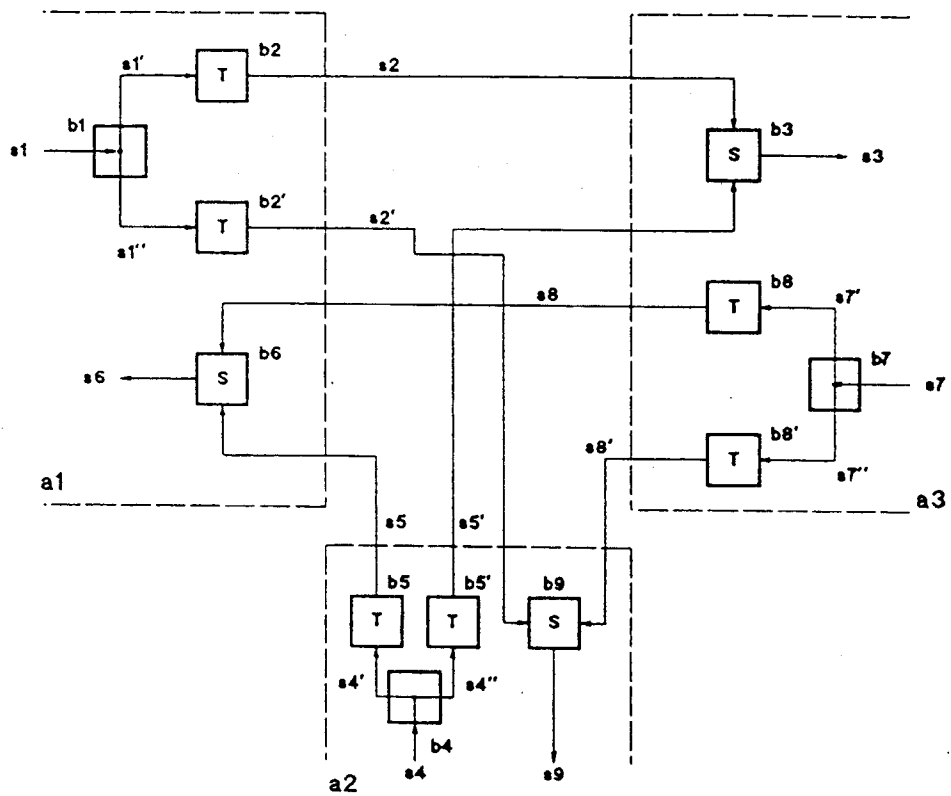 b2
s1'
T
s2
b1
b3
s1
S
s3
b2'
T
s2'
s1''
b8
s8
s7'
T
b6
b7
s6
S
s7
b8'
s8'
T
s7''
a1
a3
s5
s5'
b5
b5'
b9
T
T
S
s4'
s4''
b4
s4
s9
a2